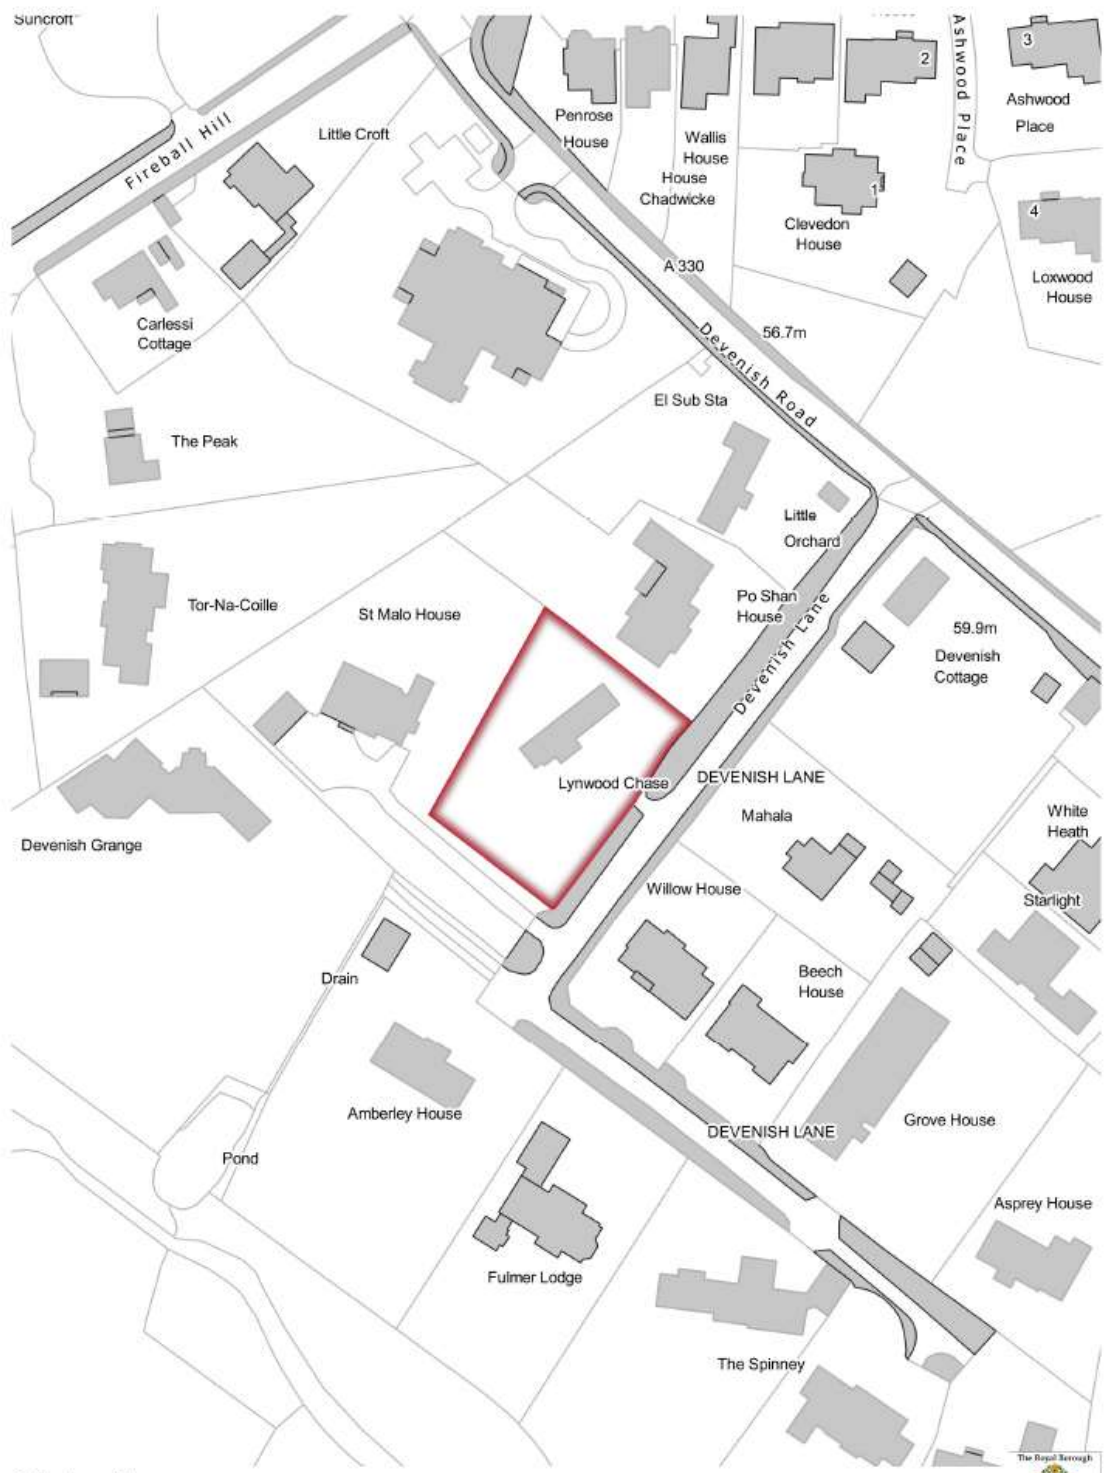 Suncroft
Fireball Hill
Little Croft
Penrose
House
Wallis
House
House
Chadwicke
2
Ashwood Place
3
Ashwood
Place
1
Clevedon
House
4
Loxwood
House
A 330
56.7m
Devenish Road
Carlessi
Cottage
El Sub Sta
The Peak
Little
Orchard
Tor-Na-Coille
St Malo House
Po Shan
House
Devenish Lane
59.9m
Devenish
Cottage
Lynwood Chase
DEVENISH LANE
Mahala
White
Heath
Devenish Grange
Willow House
Starlight
Drain
Beech
House
Amberley House
Grove House
DEVENISH LANE
Pond
Asprey House
Fulmer Lodge
The Spinney
The Royal Borough